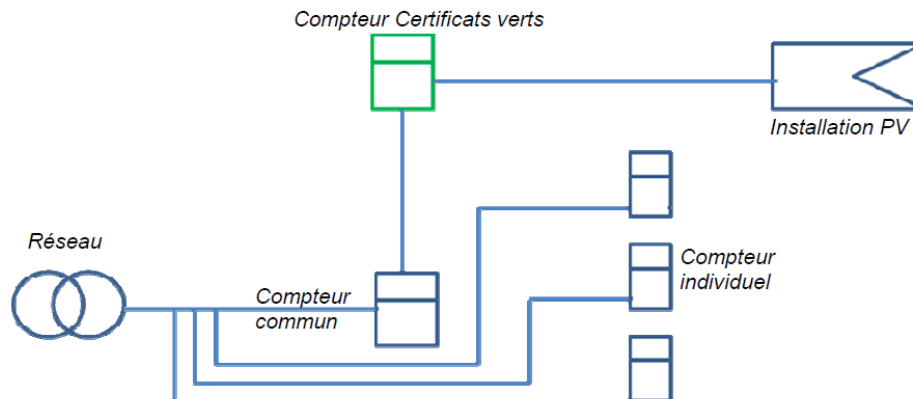 Compteur Certificats verts
Installation PV
Réseau
Compteur
commun
Compteur
individuel